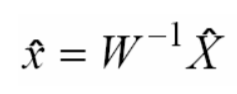 x̂ = W⁻¹X̂